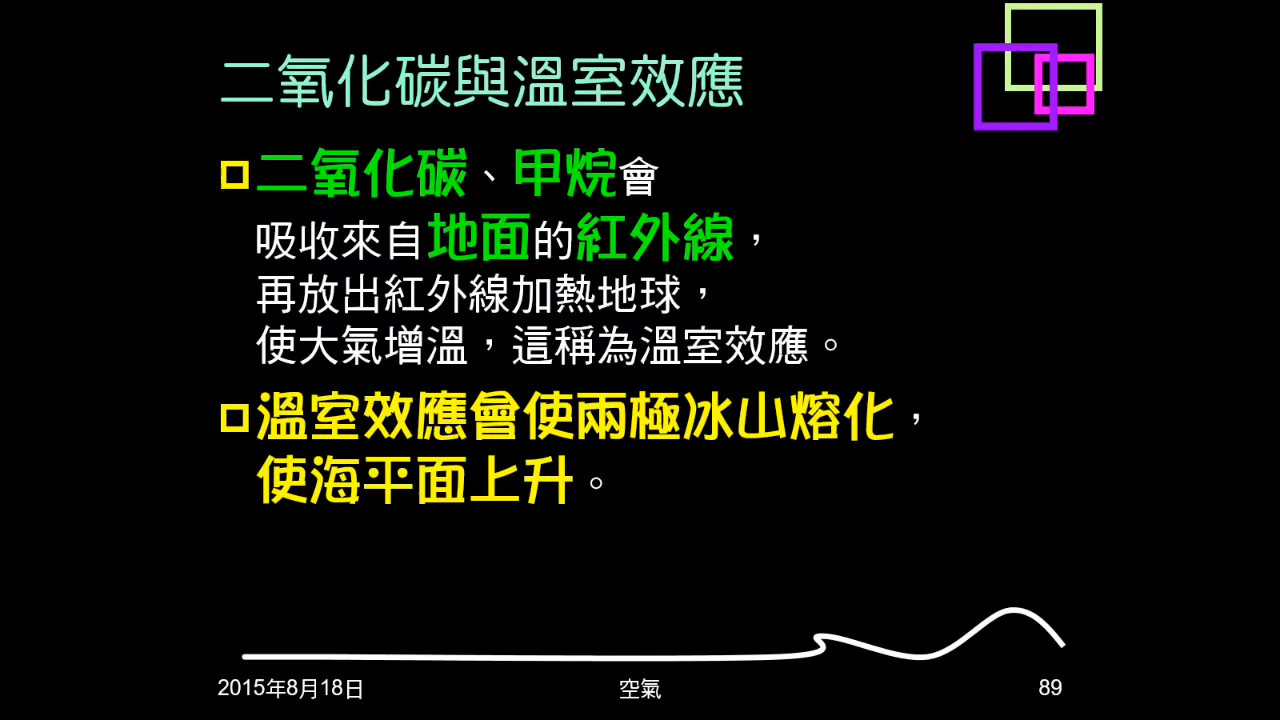 二氧化碳與溫室效應
二氧化碳、甲烷會
吸收來自地面的紅外線，
再放出紅外線加熱地球，
使大氣增溫，這稱為溫室效應。
溫室效應會使兩極冰山熔化，
使海平面上升。
2015年8月18日
空氣
89